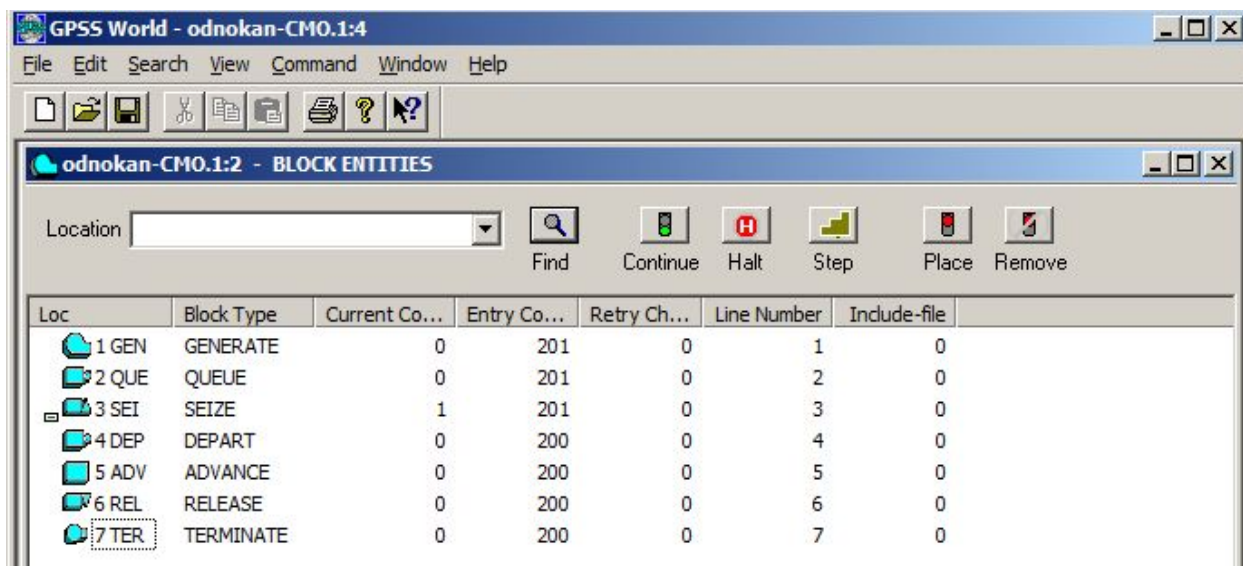 GPSS World - odnokan-CMO.1:4
File Edit Search View Command Window Help
odnokan-CMO.1:2 - BLOCK ENTITIES
Location
Find Continue Halt Step Place Remove
Loc Block Type Current Co... Entry Co... Retry Ch... Line Number Include-file
1 GEN GENERATE 0 201 0 1 0
2 QUE QUEUE 0 201 0 2 0
3 SEI SEIZE 1 201 0 3 0
4 DEP DEPART 0 200 0 4 0
5 ADV ADVANCE 0 200 0 5 0
6 REL RELEASE 0 200 0 6 0
7 TER TERMINATE 0 200 0 7 0